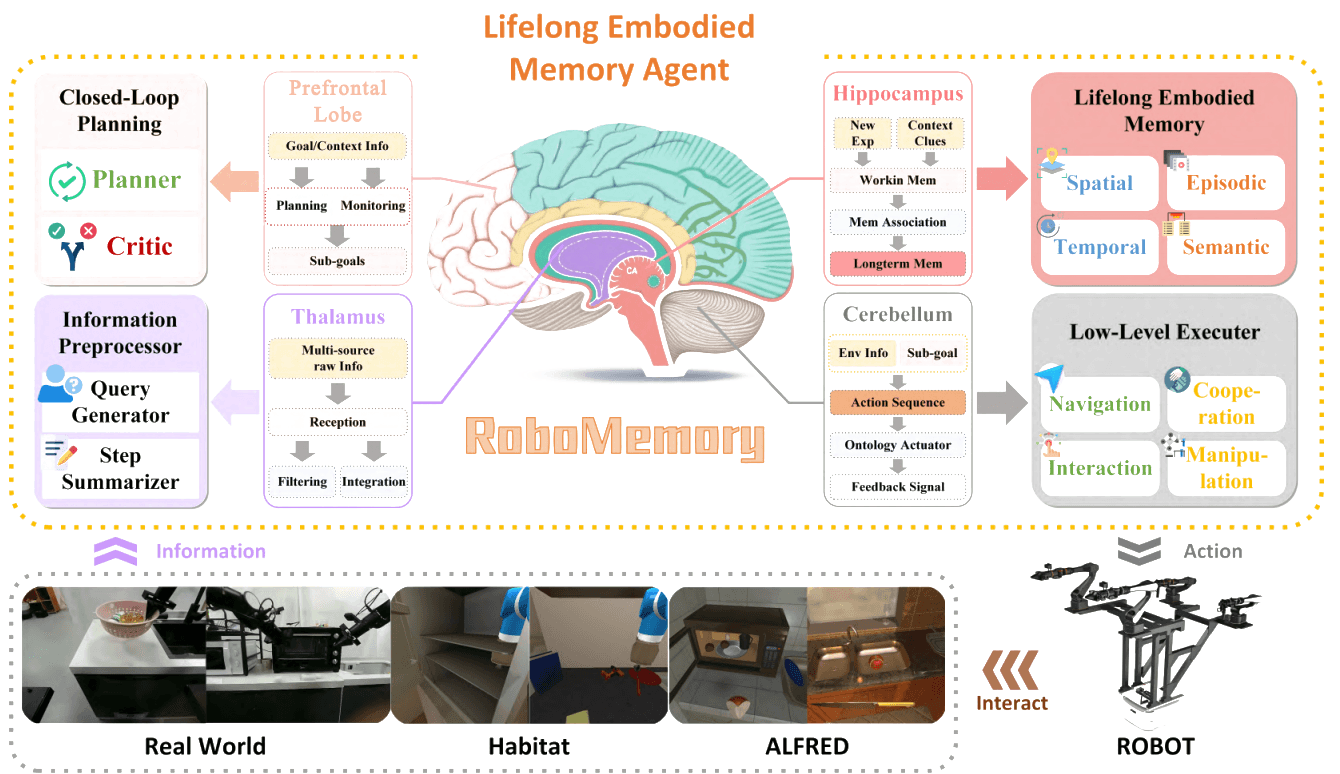 Lifelong Embodied
Memory Agent
Closed-Loop
Planning
Planner
Critic
Prefrontal
Lobe
Goal/Context Info
Planning
Monitoring
Sub-goals
Information
Preprocessor
Query
Generator
Step
Summarizer
Thalamus
Multi-source
raw Info
Reception
Filtering
Integration
CA
RoboMemory
Hippocampus
New
Exp
Context
Clues
Workin Mem
Mem Association
Longterm Mem
Lifelong Embodied
Memory
Spatial
Episodic
Temporal
Semantic
Cerebellum
Env Info
Sub-goal
Action Sequence
Ontology Actuator
Feedback Signal
Low-Level Executer
Navigation
Coope-
ration
Interaction
Manipu-
lation
Information
Action
Real World
Habitat
ALFRED
Interact
ROBOT